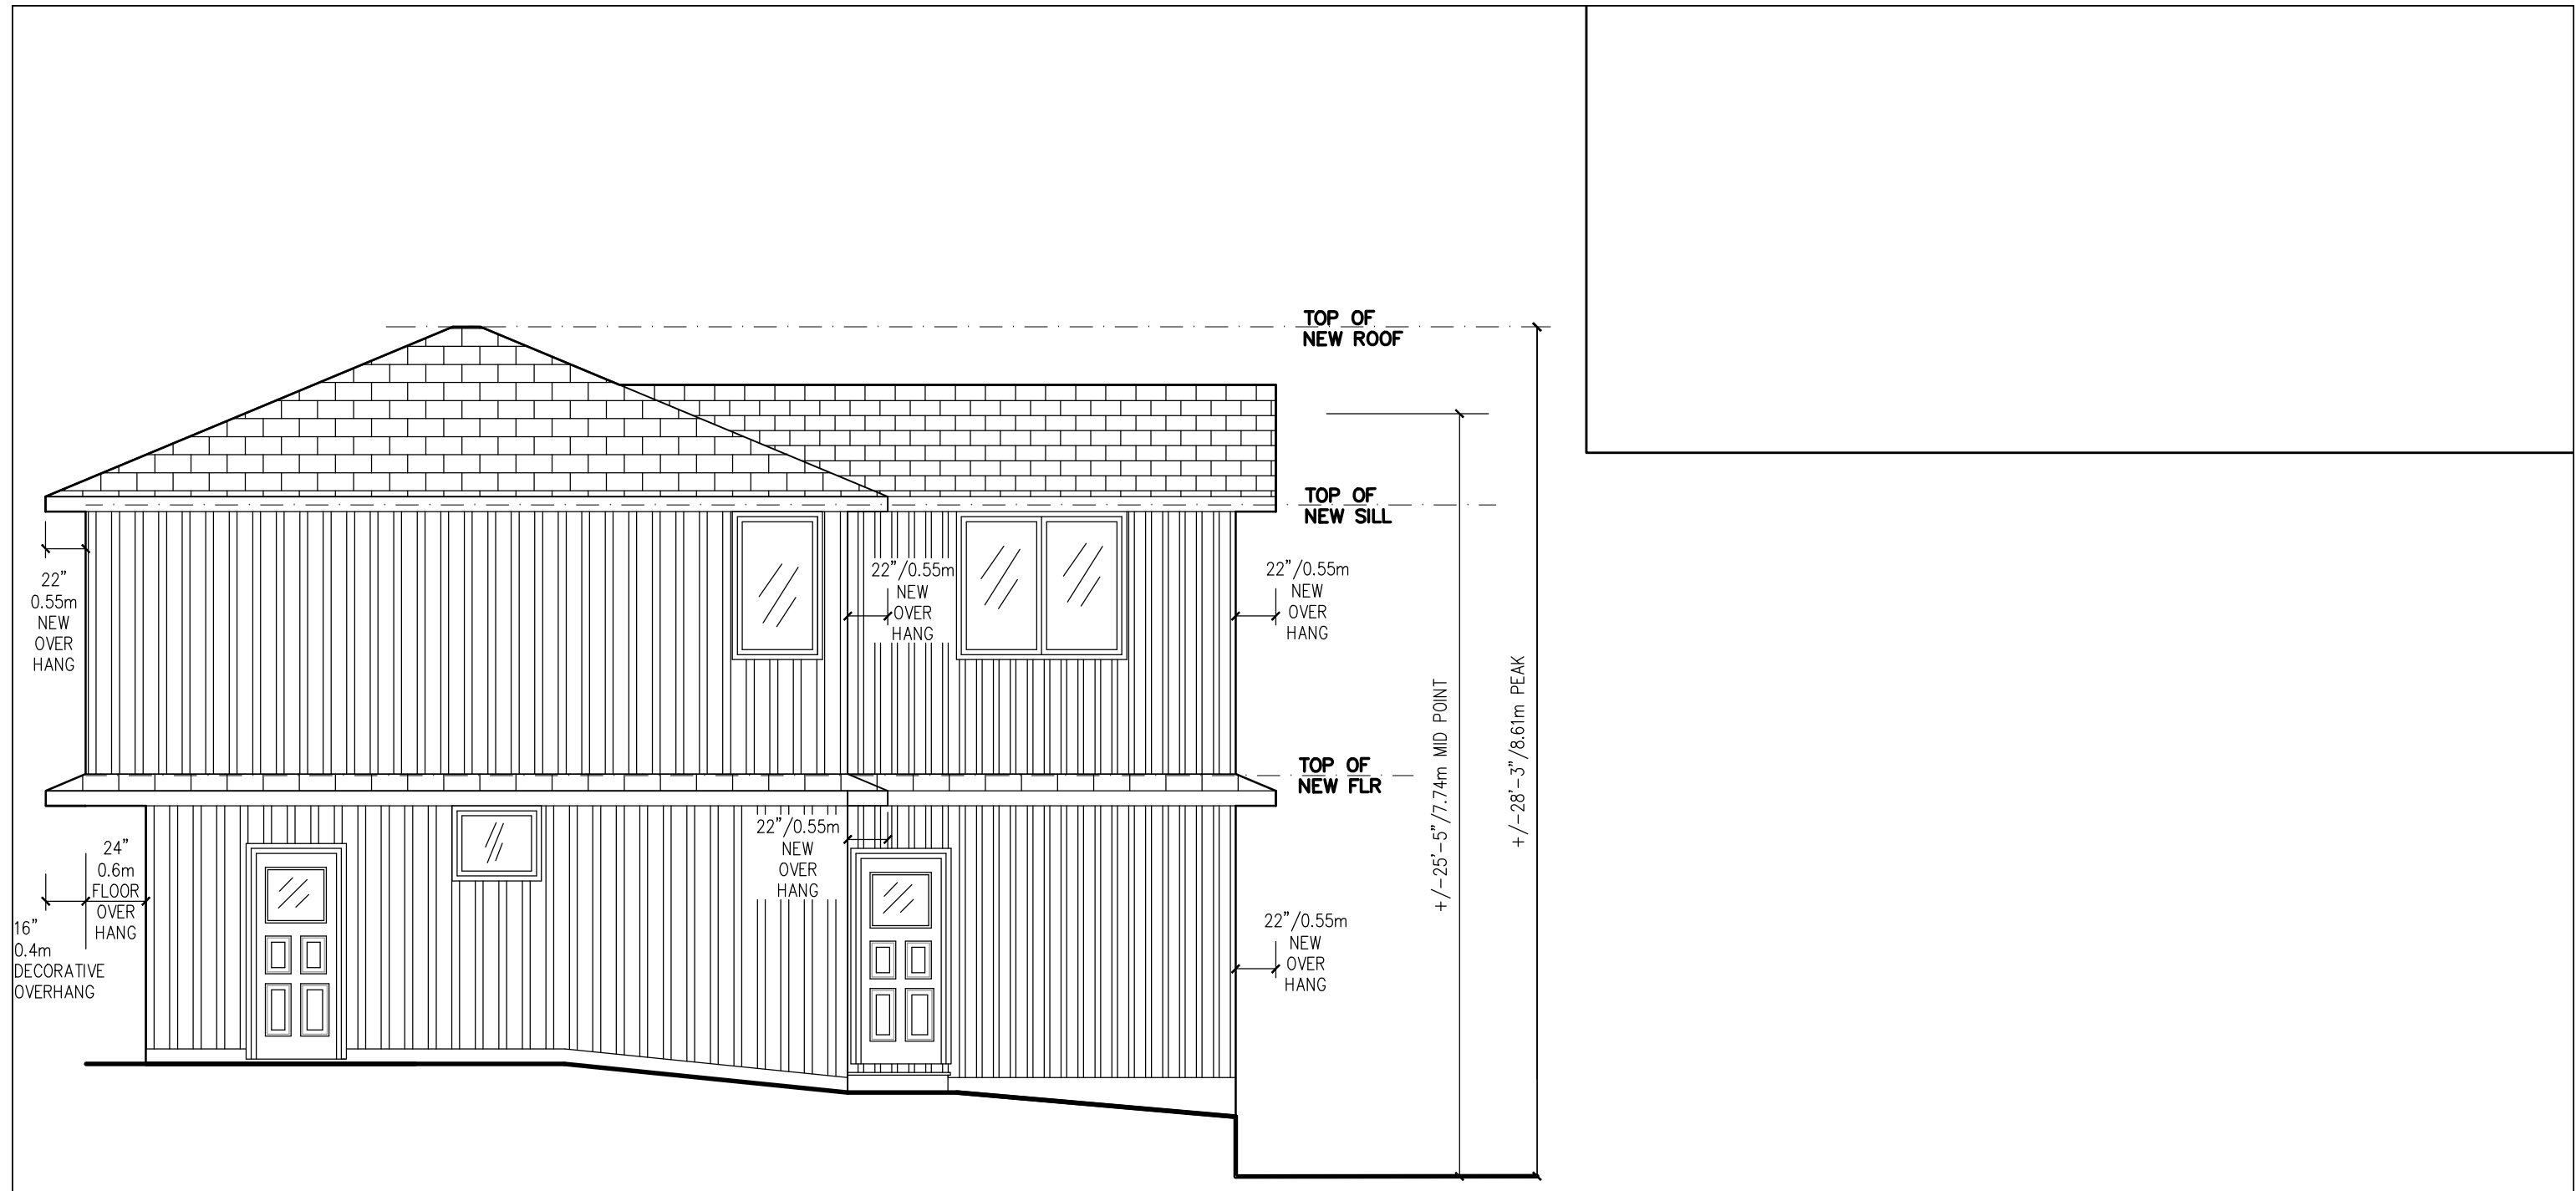 TOP OF
NEW ROOF
TOP OF
NEW SILL
22"
0.55m
NEW
OVER
HANG
22"/0.55m
NEW
OVER
HANG
22"/0.55m
NEW
OVER
HANG
+/-25'-5"/7.74m MID POINT
+/-28'-3"/8.61m PEAK
TOP OF
NEW FLR
24"
0.6m
FLOOR
OVER
HANG
16"
0.4m
DECORATIVE
OVERHANG
22"/0.55m
NEW
OVER
HANG
22"/0.55m
NEW
OVER
HANG